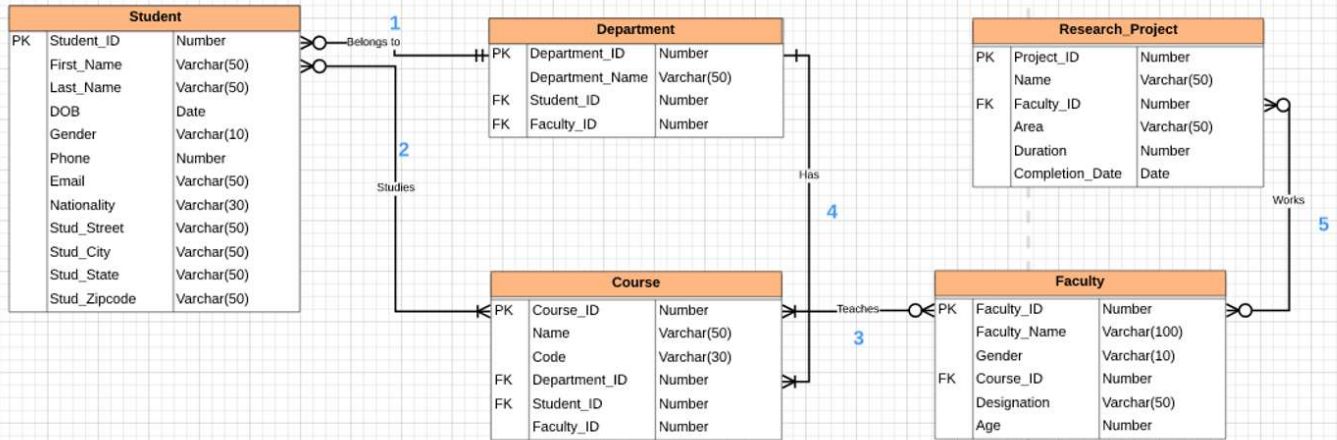 Student
PK Student_ID Number
First_Name Varchar(50)
Last_Name Varchar(50)
DOB Date
Gender Varchar(10)
Phone Number
Email Varchar(50)
Nationality Varchar(30)
Stud_Street Varchar(50)
Stud_City Varchar(50)
Stud_State Varchar(50)
Stud_Zipcode Varchar(50)
1
Belongs to
2
Studies
Department
PK Department_ID Number
Department_Name Varchar(50)
FK Student_ID Number
FK Faculty_ID Number
Has
4
Research_Project
PK Project_ID Number
Name Varchar(50)
FK Faculty_ID Number
Area Varchar(50)
Duration Number
Completion_Date Date
Works
5
Course
PK Course_ID Number
Name Varchar(50)
Code Varchar(30)
FK Department_ID Number
FK Student_ID Number
Faculty_ID Number
Teaches
3
Faculty
PK Faculty_ID Number
Faculty_Name Varchar(100)
Gender Varchar(10)
FK Course_ID Number
Designation Varchar(50)
Age Number